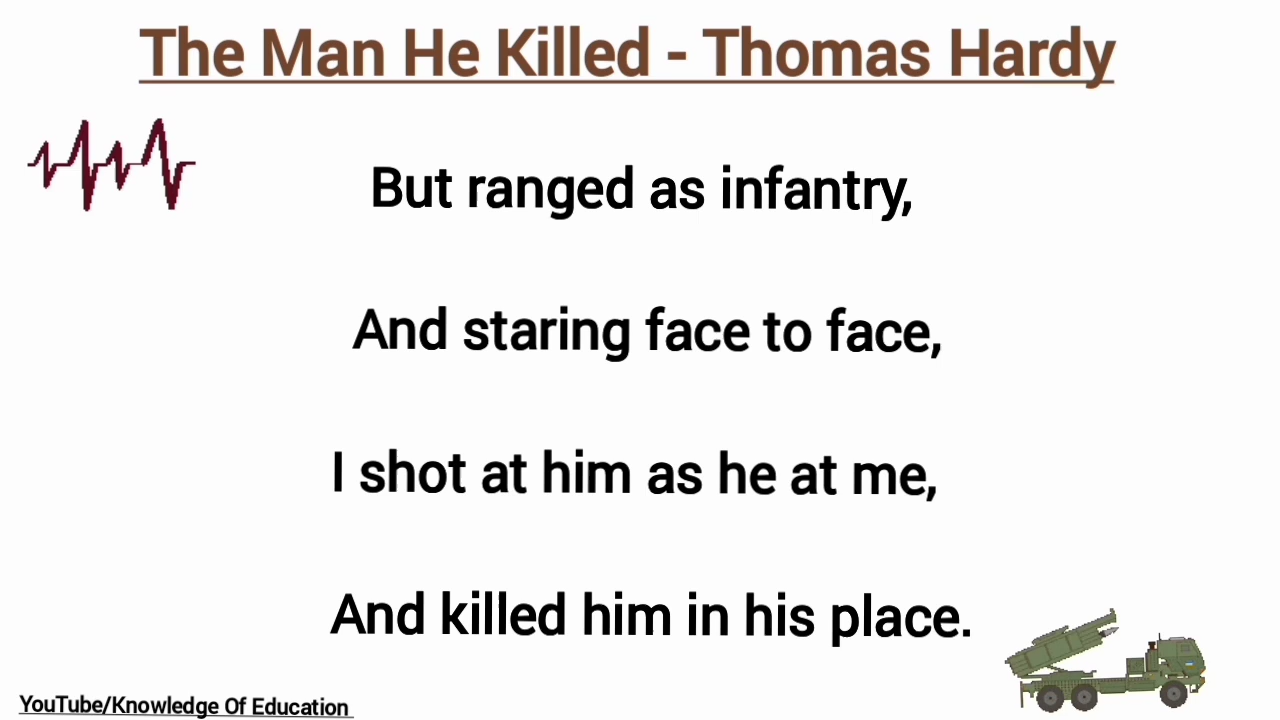 The Man He Killed - Thomas Hardy
But ranged as infantry,
And staring face to face,
I shot at him as he at me,
And killed him in his place.
YouTube/Knowledge Of Education